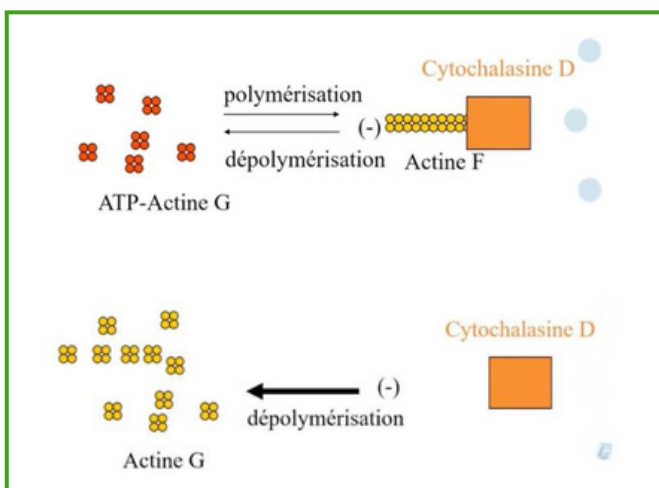 Cytochalasine D
polymérisation
(-)
dépolymérisation
Actine F
ATP-Actine G
Cytochalasine D
(-)
dépolymérisation
Actine G